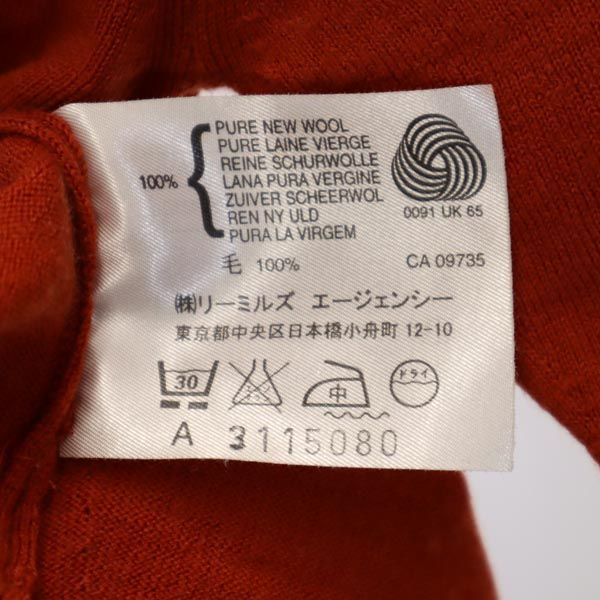 100%
PURE NEW WOOL
PURE LAINE VIERGE
REINE SCHURWOLLE
LANA PURA VERGINE
ZUIVER SCHEERWOL
REN NY ULD
PURA LA VIRGEM
0091 UK 65
毛 100%
CA 09735
㈱リーミルズ エージェンシー
東京都中央区日本橋小舟町 12-10
30
中
ドライ
A 3115080